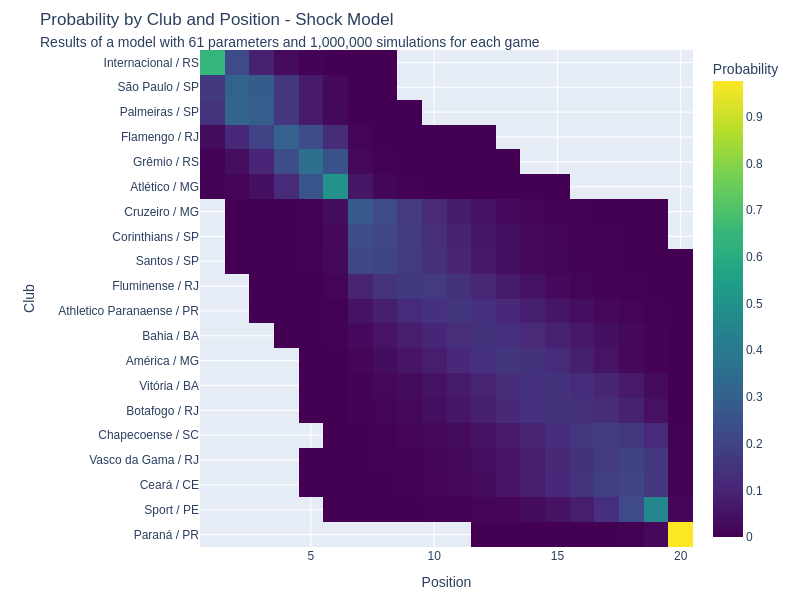 Probability by Club and Position - Shock Model
Results of a model with 61 parameters and 1,000,000 simulations for each game
Probability
Internacional / RS
São Paulo / SP
Palmeiras / SP
Flamengo / RJ
Grêmio / RS
Atlético / MG
Cruzeiro / MG
Corinthians / SP
Santos / SP
Fluminense / RJ
Athletico Paranaense / PR
Bahia / BA
América / MG
Vitória / BA
Botafogo / RJ
Chapecoense / SC
Vasco da Gama / RJ
Ceará / CE
Sport / PE
Paraná / PR
Club
5
10
15
20
Position
0.9
0.8
0.7
0.6
0.5
0.4
0.3
0.2
0.1
0